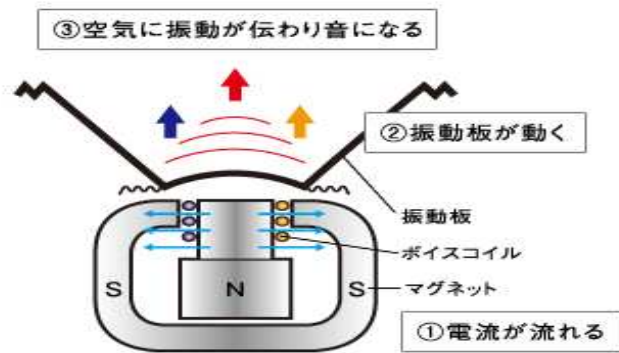 ③空気に振動が伝わり音になる
②振動板が動く
振動板
ボイスコイル
マグネット
S
N
S
①電流が流れる